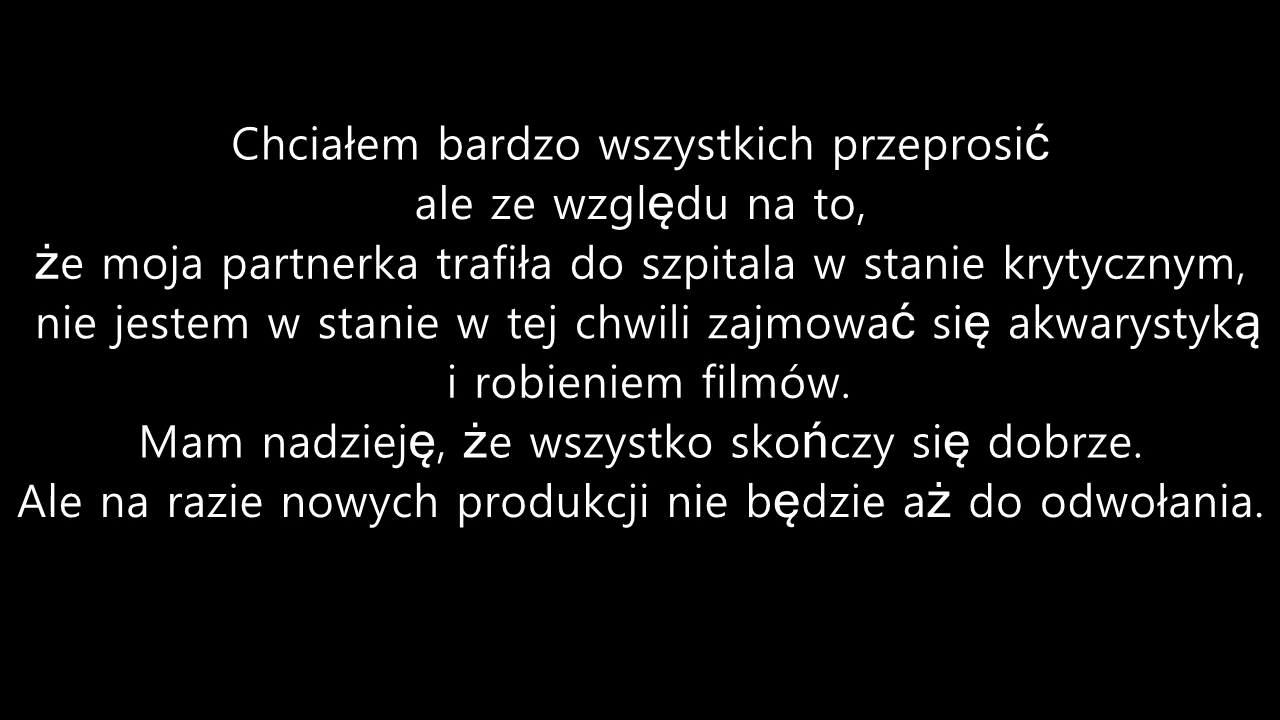 Chciałem bardzo wszystkich przeprosić
ale ze względu na to,
że moja partnerka trafiła do szpitala w stanie krytycznym,
nie jestem w stanie w tej chwili zajmować się akwarystyką
i robieniem filmów.
Mam nadzieję, że wszystko skończy się dobrze.
Ale na razie nowych produkcji nie będzie aż do odwołania.